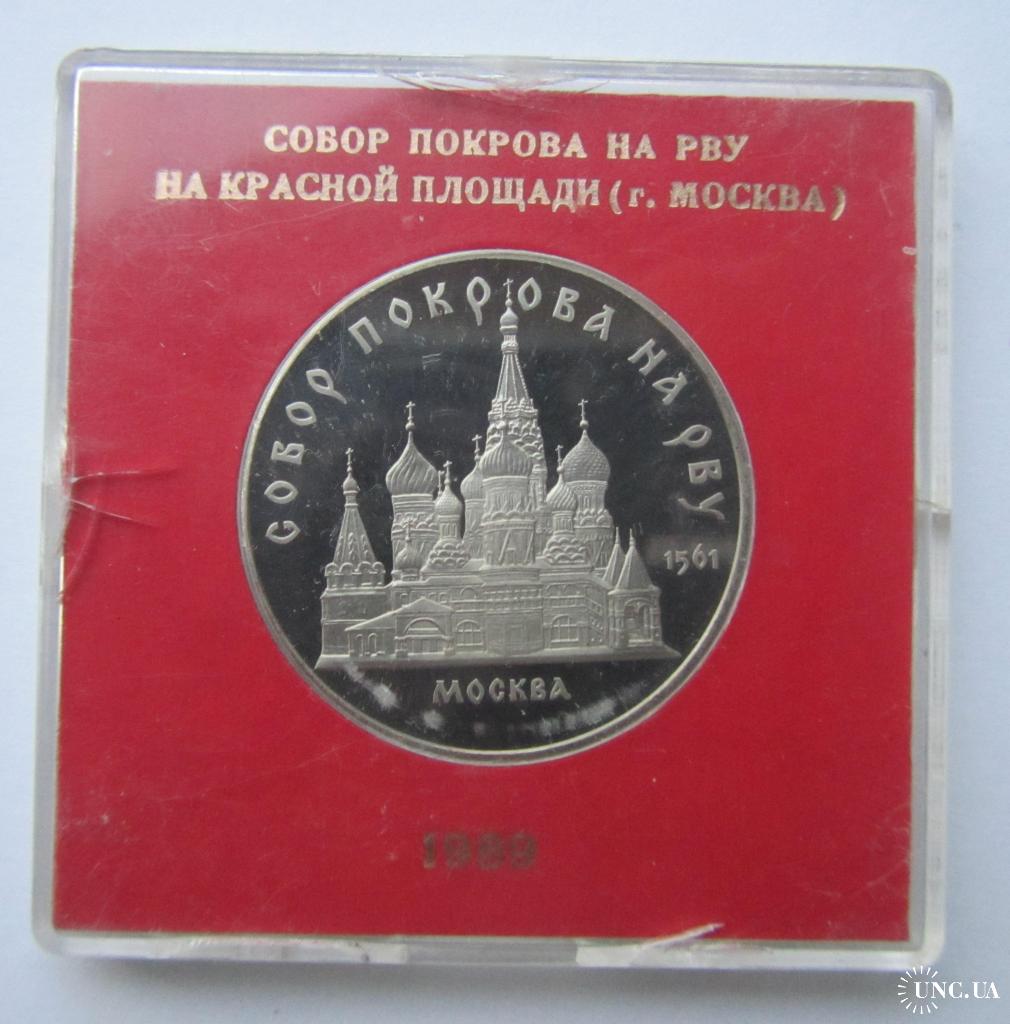 СОБОР ПОКРОВА НА РВУ
НА КРАСНОЙ ПЛОЩАДИ (г. МОСКВА)
СОБОР ПОКРОВА НА РВУ
1561
МОСКВА
1989
UNC.UA